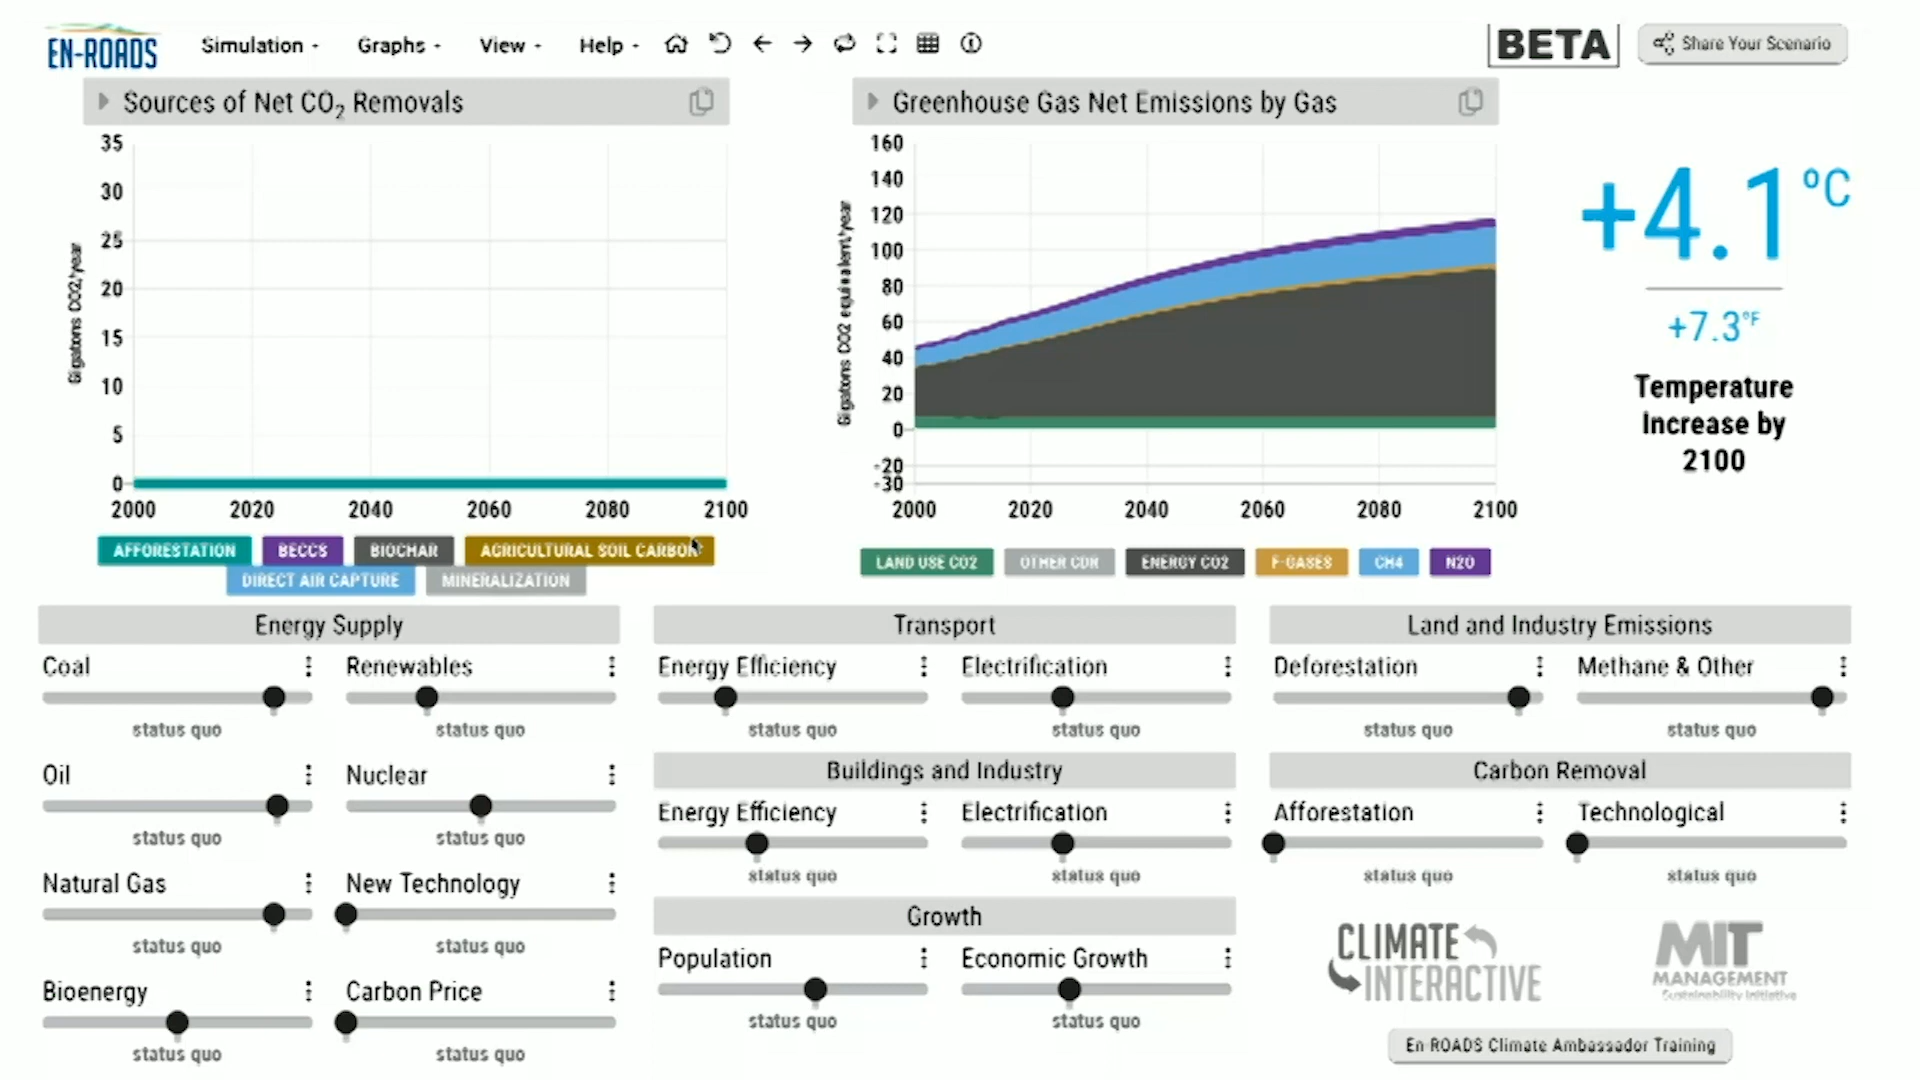 EN-ROADS
Simulation
Graphs
View
Help
BETA
Share Your Scenario
Sources of Net CO2 Removals
Gigatons CO2/year
35
30
25
20
15
10
5
0
2000 2020 2040 2060 2080 2100
AFFORESTATION BECCS BIOCHAR AGRICULTURAL SOIL CARBON
DIRECT AIR CAPTURE MINERALIZATION
Greenhouse Gas Net Emissions by Gas
Gigatons CO2 equivalent/year
160
140
120
100
80
60
40
20
0
-20
-30
2000 2020 2040 2060 2080 2100
LAND USE CO2 OTHER CDR ENERGY CO2 F-GASES CH4 N2O
+4.1 °C
+7.3°F
Temperature
Increase by
2100
Energy Supply
Coal
status quo
Renewables
status quo
Oil
status quo
Nuclear
status quo
Natural Gas
status quo
New Technology
status quo
Bioenergy
status quo
Carbon Price
status quo
Transport
Energy Efficiency
status quo
Electrification
status quo
Buildings and Industry
Energy Efficiency
status quo
Electrification
status quo
Growth
Population
status quo
Economic Growth
status quo
Land and Industry Emissions
Deforestation
status quo
Methane & Other
status quo
Carbon Removal
Afforestation
status quo
Technological
status quo
CLIMATE
INTERACTIVE
MIT
MANAGEMENT
Sustainability Initiative
En-ROADS Climate Ambassador Training